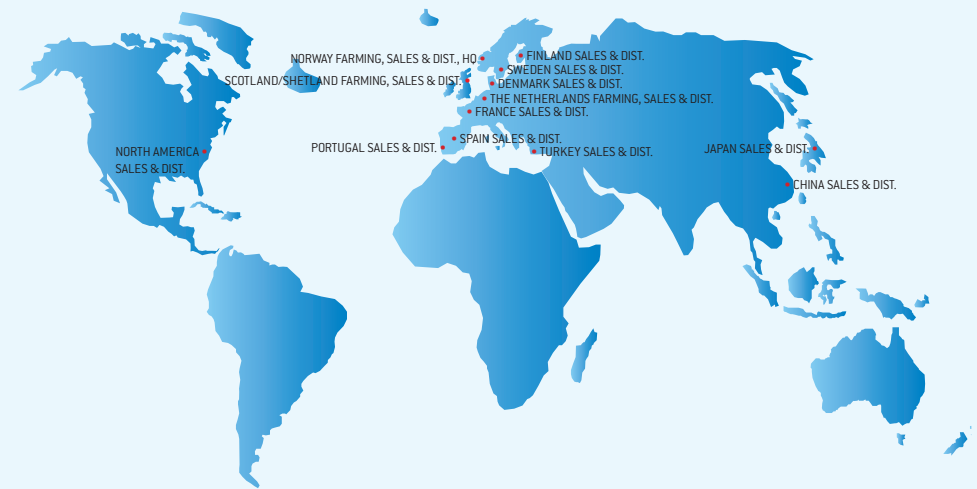 NORWAY FARMING, SALES & DIST., HQ
FINLAND SALES & DIST.
SWEDEN SALES & DIST.
SCOTLAND/SHETLAND FARMING, SALES & DIST.
DENMARK SALES & DIST.
THE NETHERLANDS FARMING, SALES & DIST.
FRANCE SALES & DIST.
SPAIN SALES & DIST.
PORTUGAL SALES & DIST.
TURKEY SALES & DIST.
JAPAN SALES & DIST.
NORTH AMERICA
SALES & DIST.
CHINA SALES & DIST.